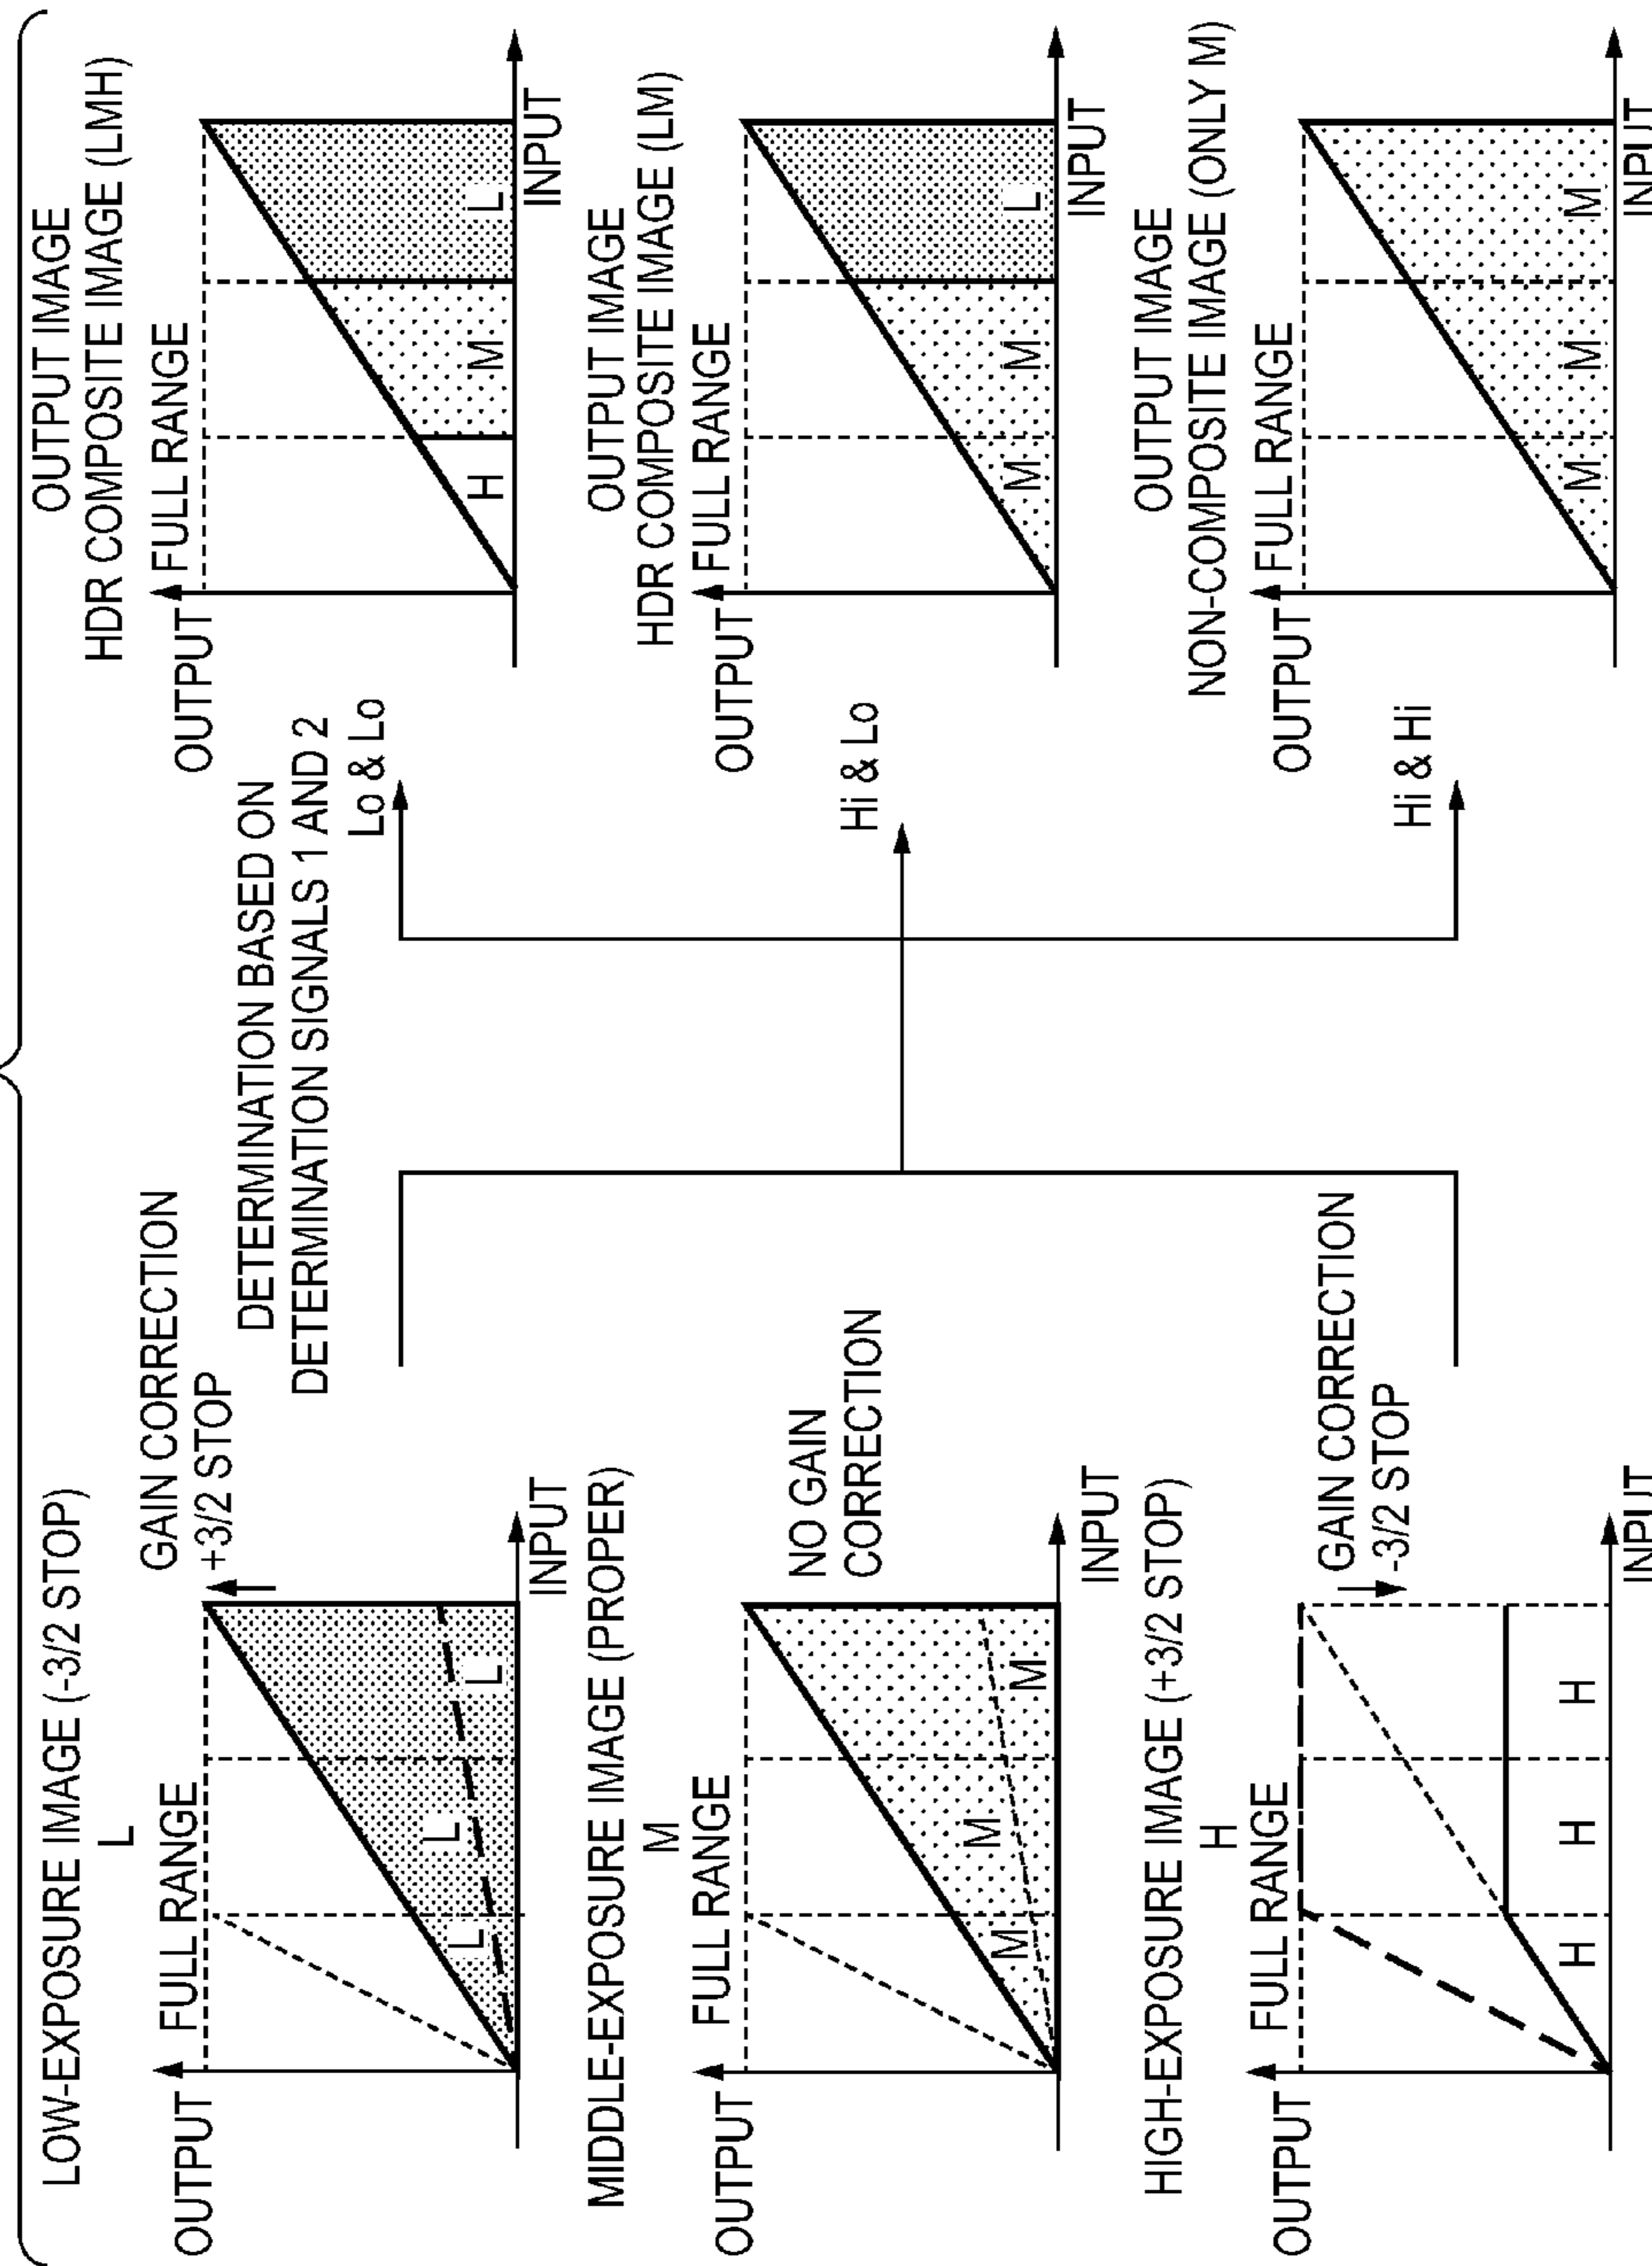 LOW-EXPOSURE IMAGE (-3/2 STOP)
L
OUTPUT
FULL RANGE
GAIN CORRECTION
+3/2 STOP
L
L
L
INPUT
MIDDLE-EXPOSURE IMAGE (PROPER)
M
OUTPUT
FULL RANGE
NO GAIN
CORRECTION
M
M
M
INPUT
HIGH-EXPOSURE IMAGE (+3/2 STOP)
H
OUTPUT
FULL RANGE
GAIN CORRECTION
-3/2 STOP
H
H
H
INPUT
DETERMINATION BASED ON
DETERMINATION SIGNALS 1 AND 2
Lo & Lo
Hi & Lo
Hi & Hi
OUTPUT IMAGE
HDR COMPOSITE IMAGE (LMH)
OUTPUT
FULL RANGE
H
M
L
INPUT
OUTPUT IMAGE
HDR COMPOSITE IMAGE (LM)
OUTPUT
FULL RANGE
M
M
L
INPUT
OUTPUT IMAGE
NON-COMPOSITE IMAGE (ONLY M)
OUTPUT
FULL RANGE
M
M
M
INPUT